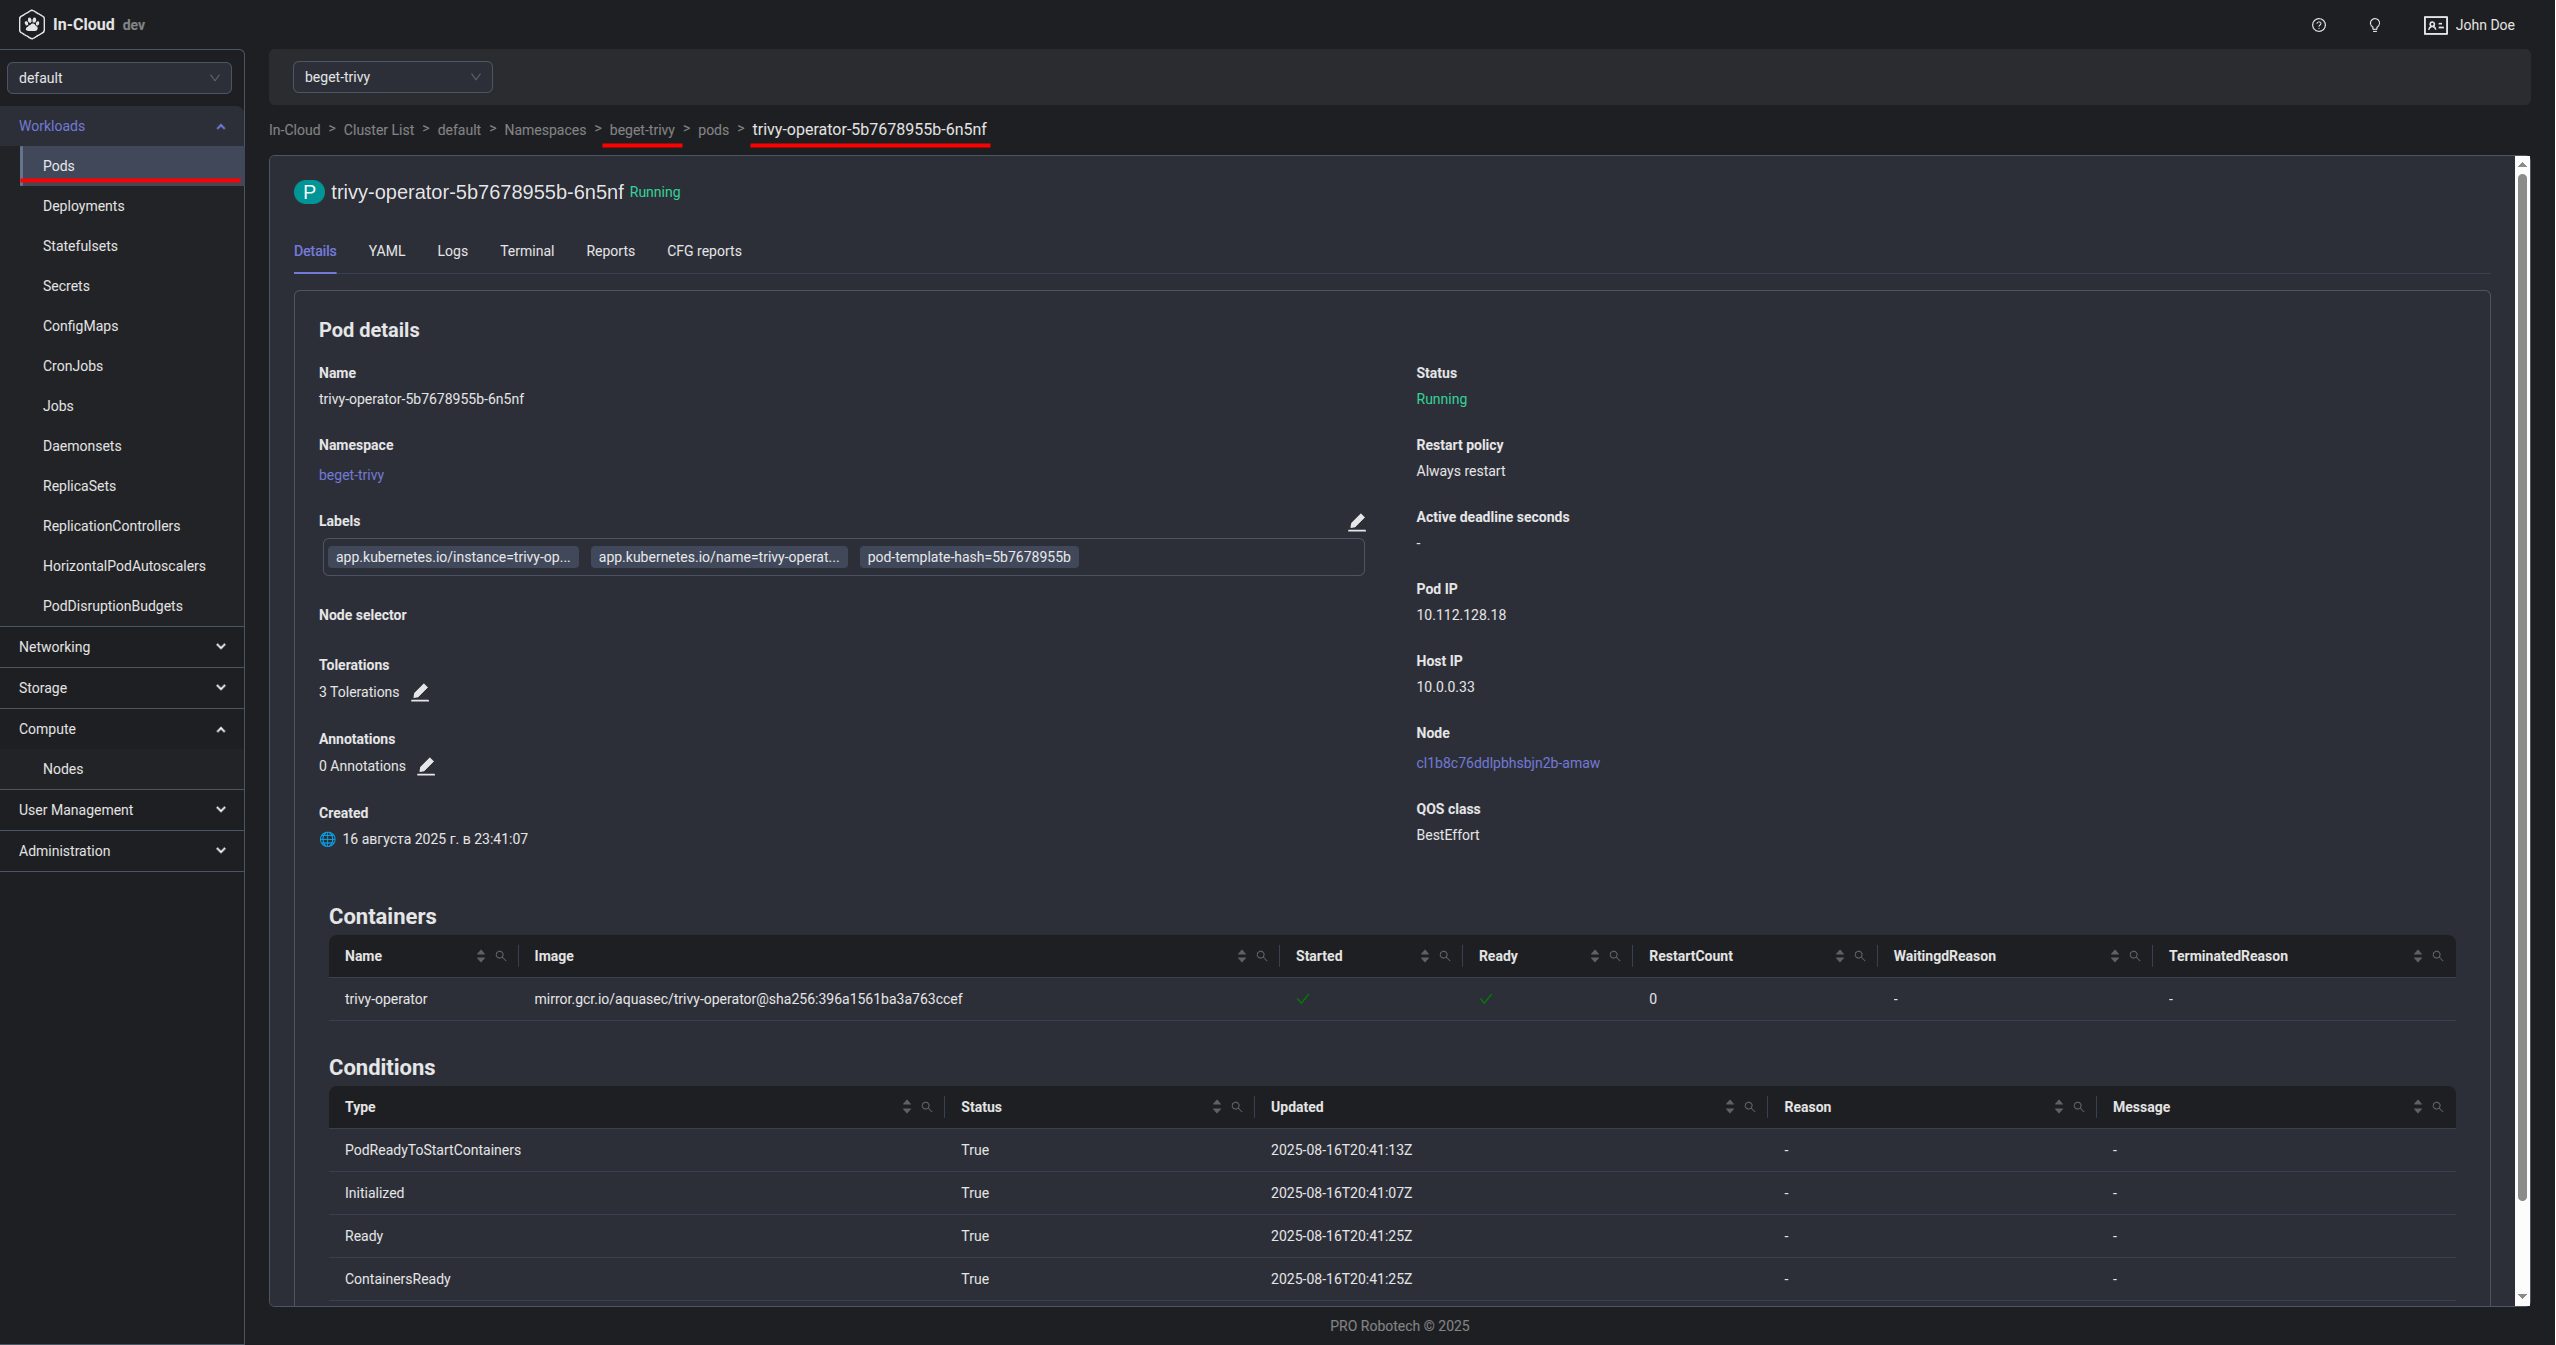 In-Cloud dev
John Doe
default
beget-trivy
In-Cloud > Cluster List > default > Namespaces > beget-trivy > pods > trivy-operator-5b7678955b-6n5nf
Workloads
Pods
Deployments
Statefulsets
Secrets
ConfigMaps
CronJobs
Jobs
Daemonsets
ReplicaSets
ReplicationControllers
HorizontalPodAutoscalers
PodDisruptionBudgets
Networking
Storage
Compute
Nodes
User Management
Administration
P trivy-operator-5b7678955b-6n5nf Running
Details YAML Logs Terminal Reports CFG reports
Pod details
Name
trivy-operator-5b7678955b-6n5nf
Namespace
beget-trivy
Labels
app.kubernetes.io/instance=trivy-op... app.kubernetes.io/name=trivy-operat... pod-template-hash=5b7678955b
Node selector
Tolerations
3 Tolerations
Annotations
0 Annotations
Created
16 августа 2025 г. в 23:41:07
Status
Running
Restart policy
Always restart
Active deadline seconds
-
Pod IP
10.112.128.18
Host IP
10.0.0.33
Node
cl1b8c76ddlpbhsbjn2b-amaw
QOS class
BestEffort
Containers
Name Image Started Ready RestartCount WaitingdReason TerminatedReason
trivy-operator mirror.gcr.io/aquasec/trivy-operator@sha256:396a1561ba3a763ccef 0 - -
Conditions
Type Status Updated Reason Message
PodReadyToStartContainers True 2025-08-16T20:41:13Z - -
Initialized True 2025-08-16T20:41:07Z - -
Ready True 2025-08-16T20:41:25Z - -
ContainersReady True 2025-08-16T20:41:25Z - -
PRO Robotech © 2025